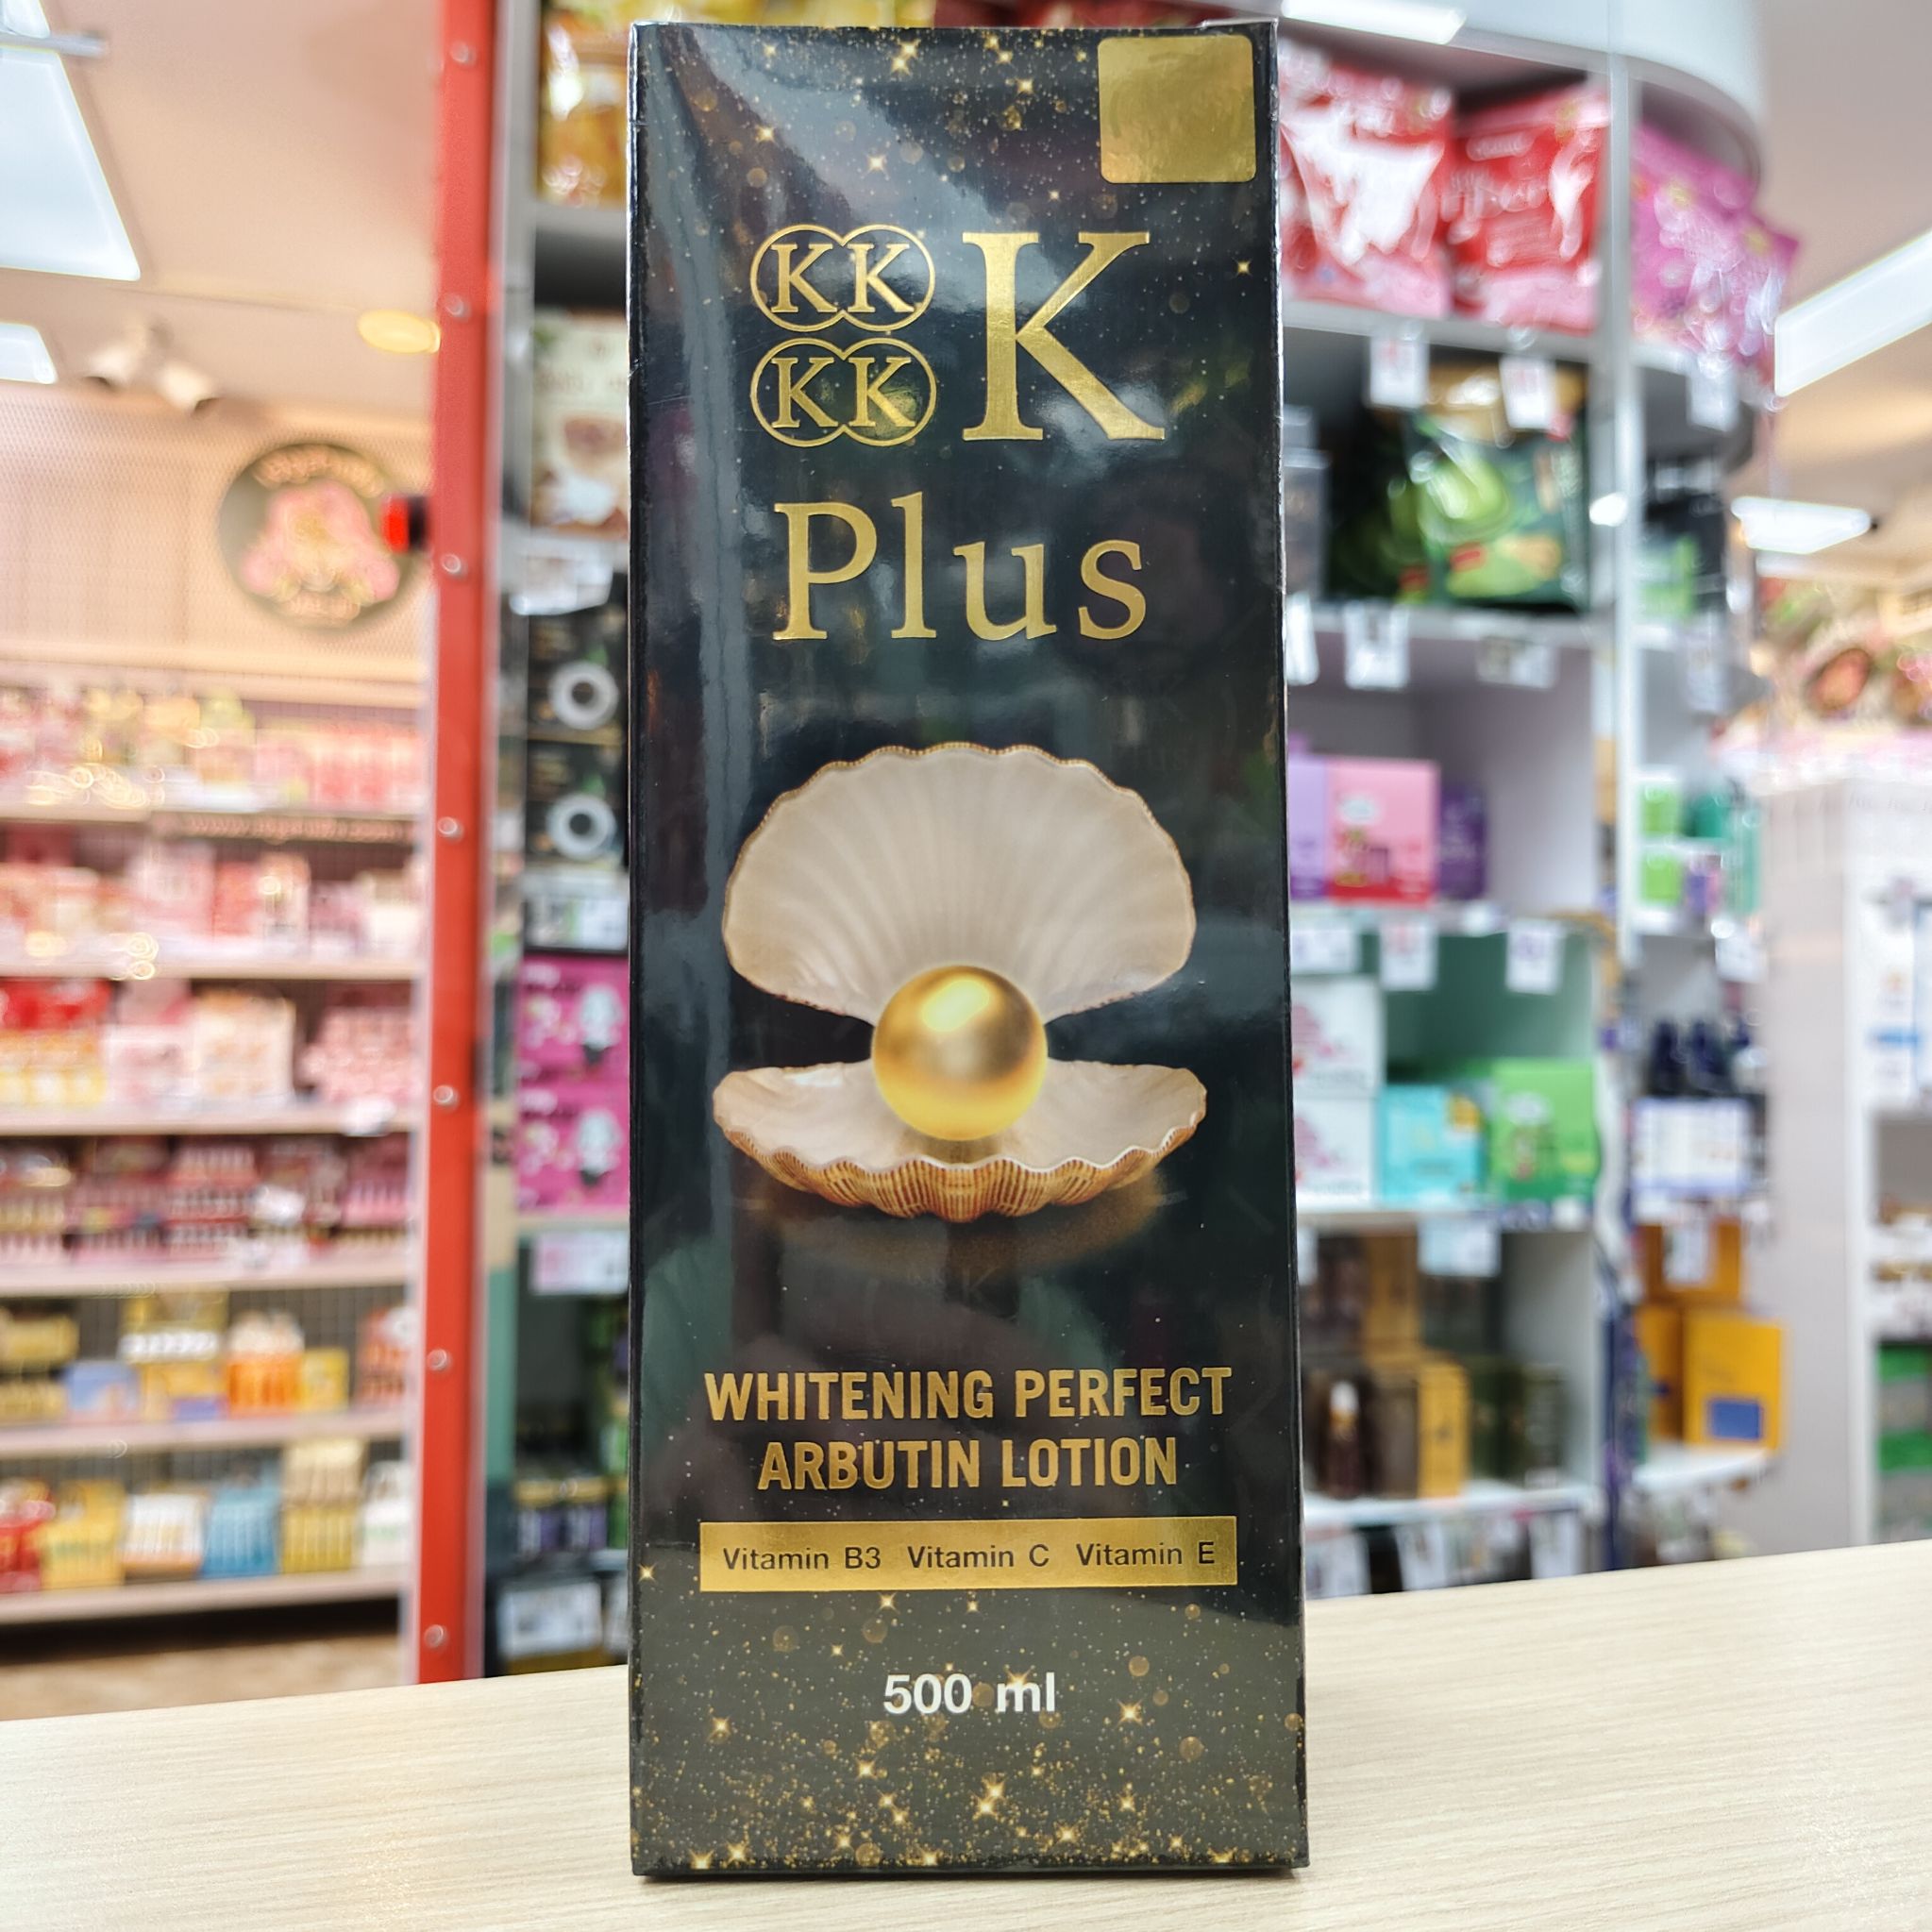 KK K
KK
Plus
WHITENING PERFECT
ARBUTIN LOTION
Vitamin B3 Vitamin C Vitamin E
500 ml